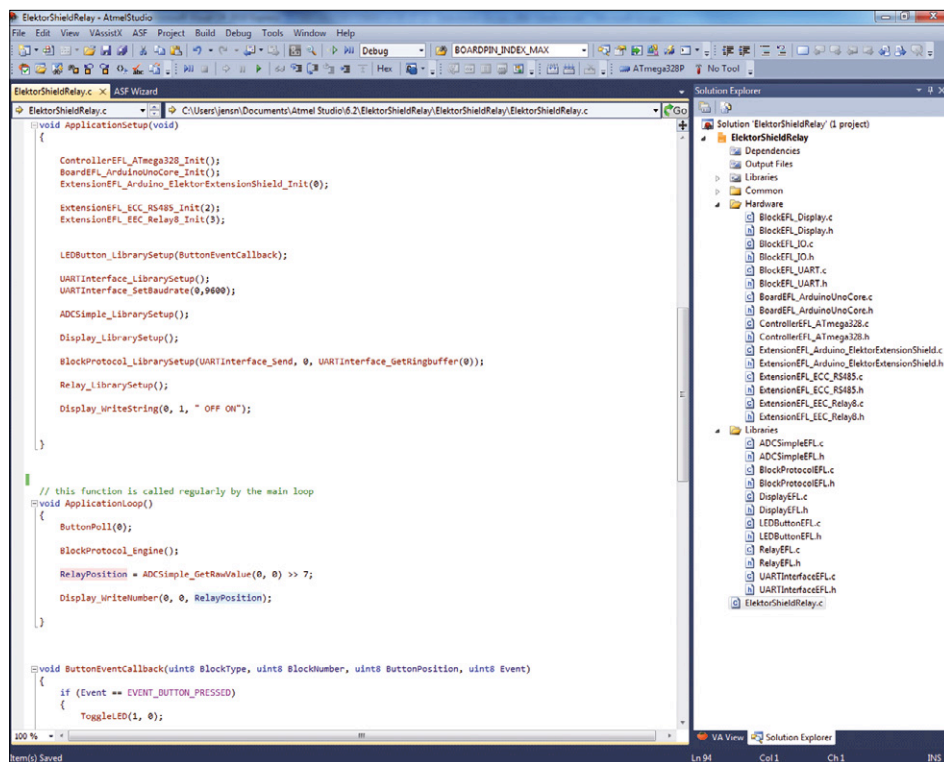 ElektorShieldRelay - AtmelStudio
File Edit View VAssistX ASF Project Build Debug Tools Window Help
Debug BOARDPIN_INDEX_MAX
Hex ATmega328P No Tool
ElektorShieldRelay.c ASF Wizard
ElektorShieldRelay.c C:\Users\jensn\Documents\Atmel Studio\6.2\ElektorShieldRelay\ElektorShieldRelay\ElektorShieldRelay.c Go
void ApplicationSetup(void)
{
ControllerEFL_ATmega328_Init();
BoardEFL_ArduinoUnoCore_Init();
ExtensionEFL_Arduino_ElektorExtensionShield_Init(0);
ExtensionEFL_ECC_RS485_Init(2);
ExtensionEFL_EEC_Relay8_Init(3);
LEDButton_LibrarySetup(ButtonEventCallback);
UARTInterface_LibrarySetup();
UARTInterface_SetBaudrate(0,9600);
ADCSimple_LibrarySetup();
Display_LibrarySetup();
BlockProtocol_LibrarySetup(UARTInterface_Send, 0, UARTInterface_GetRingbuffer(0));
Relay_LibrarySetup();
Display_WriteString(0, 1, " OFF ON");
}
// this function is called regularly by the main loop
void ApplicationLoop()
{
ButtonPoll(0);
BlockProtocol_Engine();
RelayPosition = ADCSimple_GetRawValue(0, 0) >> 7;
Display_WriteNumber(0, 0, RelayPosition);
}
void ButtonEventCallback(uint8 BlockType, uint8 BlockNumber, uint8 ButtonPosition, uint8 Event)
{
if (Event == EVENT_BUTTON_PRESSED)
{
ToggleLED(1, 0);
100 %
Solution Explorer
Solution 'ElektorShieldRelay' (1 project)
ElektorShieldRelay
Dependencies
Output Files
Libraries
Common
Hardware
BlockEFL_Display.c
BlockEFL_Display.h
BlockEFL_IO.c
BlockEFL_IO.h
BlockEFL_UART.c
BlockEFL_UART.h
BoardEFL_ArduinoUnoCore.c
BoardEFL_ArduinoUnoCore.h
ControllerEFL_ATmega328.c
ControllerEFL_ATmega328.h
ExtensionEFL_Arduino_ElektorExtensionShield.c
ExtensionEFL_Arduino_ElektorExtensionShield.h
ExtensionEFL_ECC_RS485.c
ExtensionEFL_ECC_RS485.h
ExtensionEFL_EEC_Relay8.c
ExtensionEFL_EEC_Relay8.h
Libraries
ADCSimpleEFL.c
ADCSimpleEFL.h
BlockProtocolEFL.c
BlockProtocolEFL.h
DisplayEFL.c
DisplayEFL.h
LEDButtonEFL.c
LEDButtonEFL.h
RelayEFL.c
RelayEFL.h
UARTInterfaceEFL.c
UARTInterfaceEFL.h
ElektorShieldRelay.c
VA View Solution Explorer
Item(s) Saved Ln 94 Col 1 Ch 1 INS